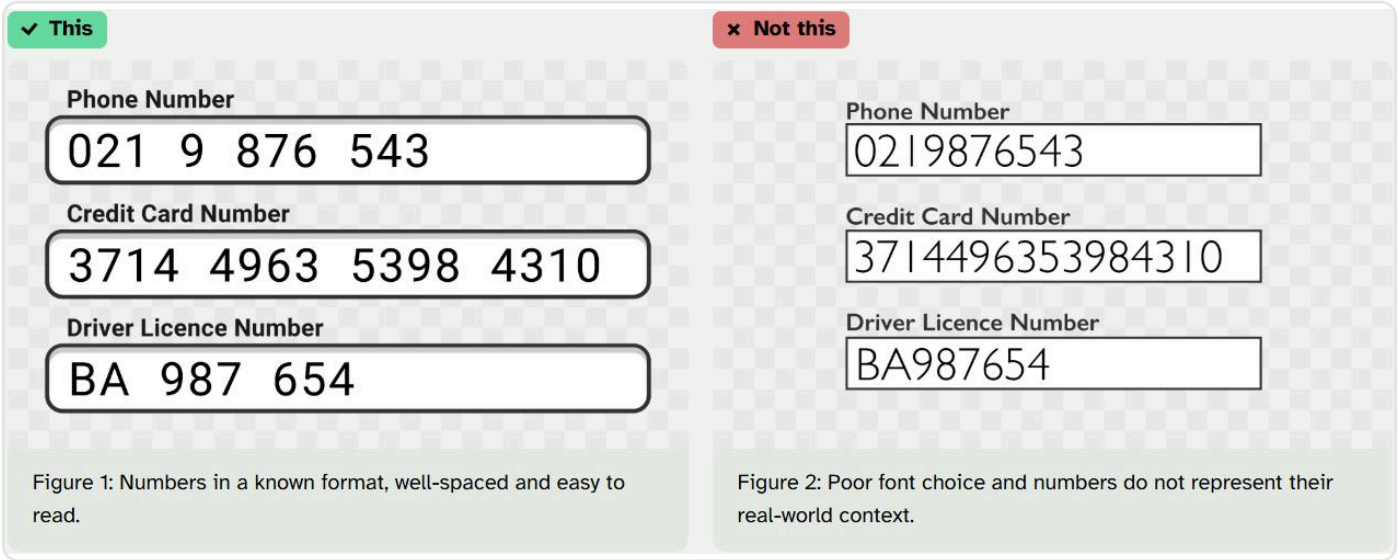 This
Phone Number
021 9 876 543
Credit Card Number
3714 4963 5398 4310
Driver Licence Number
BA 987 654
Figure 1: Numbers in a known format, well-spaced and easy to
read.
Not this
Phone Number
0219876543
Credit Card Number
3714496353984310
Driver Licence Number
BA987654
Figure 2: Poor font choice and numbers do not represent their
real-world context.